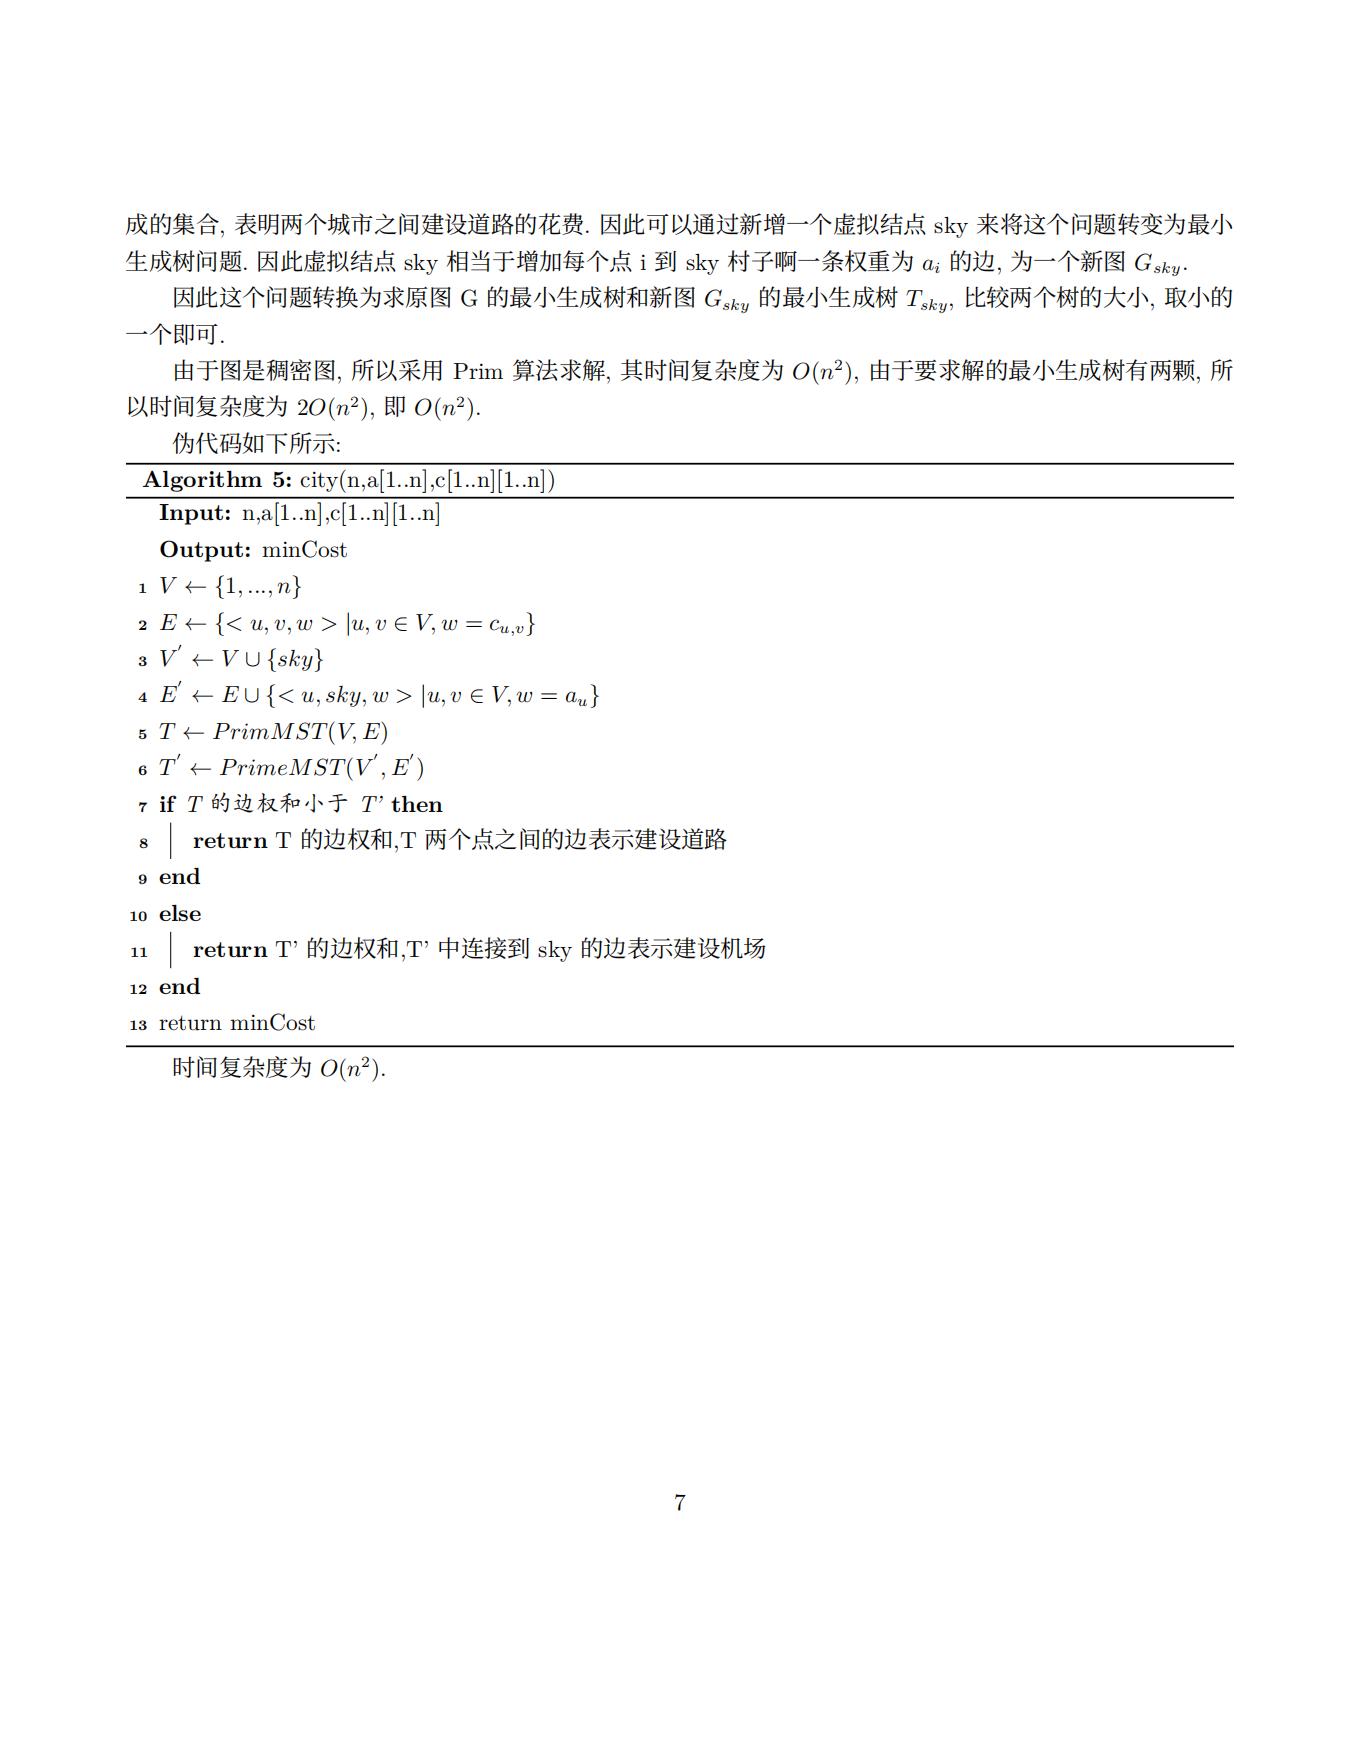 成的集合, 表明两个城市之间建设道路的花费. 因此可以通过新增一个虚拟结点 sky 来将这个问题转变为最小
生成树问题. 因此虚拟结点 sky 相当于增加每个点 i 到 sky 村子啊一条权重为 a_i 的边, 为一个新图 G_{sky}.
因此这个问题转换为求原图 G 的最小生成树和新图 G_{sky} 的最小生成树 T_{sky}, 比较两个树的大小, 取小的
一个即可.
由于图是稠密图, 所以采用 Prim 算法求解, 其时间复杂度为 O(n^2), 由于要求解的最小生成树有两颗, 所
以时间复杂度为 2O(n^2), 即 O(n^2).
伪代码如下所示:
Algorithm 5: city(n,a[1..n],c[1..n][1..n])
Input: n,a[1..n],c[1..n][1..n]
Output: minCost
1 V ← {1, ..., n}
2 E ← {< u, v, w > |u, v ∈ V, w = c_{u,v}}
3 V' ← V ∪ {sky}
4 E' ← E ∪ {< u, sky, w > |u, v ∈ V, w = a_u}
5 T ← PrimMST(V, E)
6 T' ← PrimeMST(V', E')
7 if T 的边权和小于 T' then
8 return T 的边权和,T 两个点之间的边表示建设道路
9 end
10 else
11 return T' 的边权和,T' 中连接到 sky 的边表示建设机场
12 end
13 return minCost
时间复杂度为 O(n^2).
7